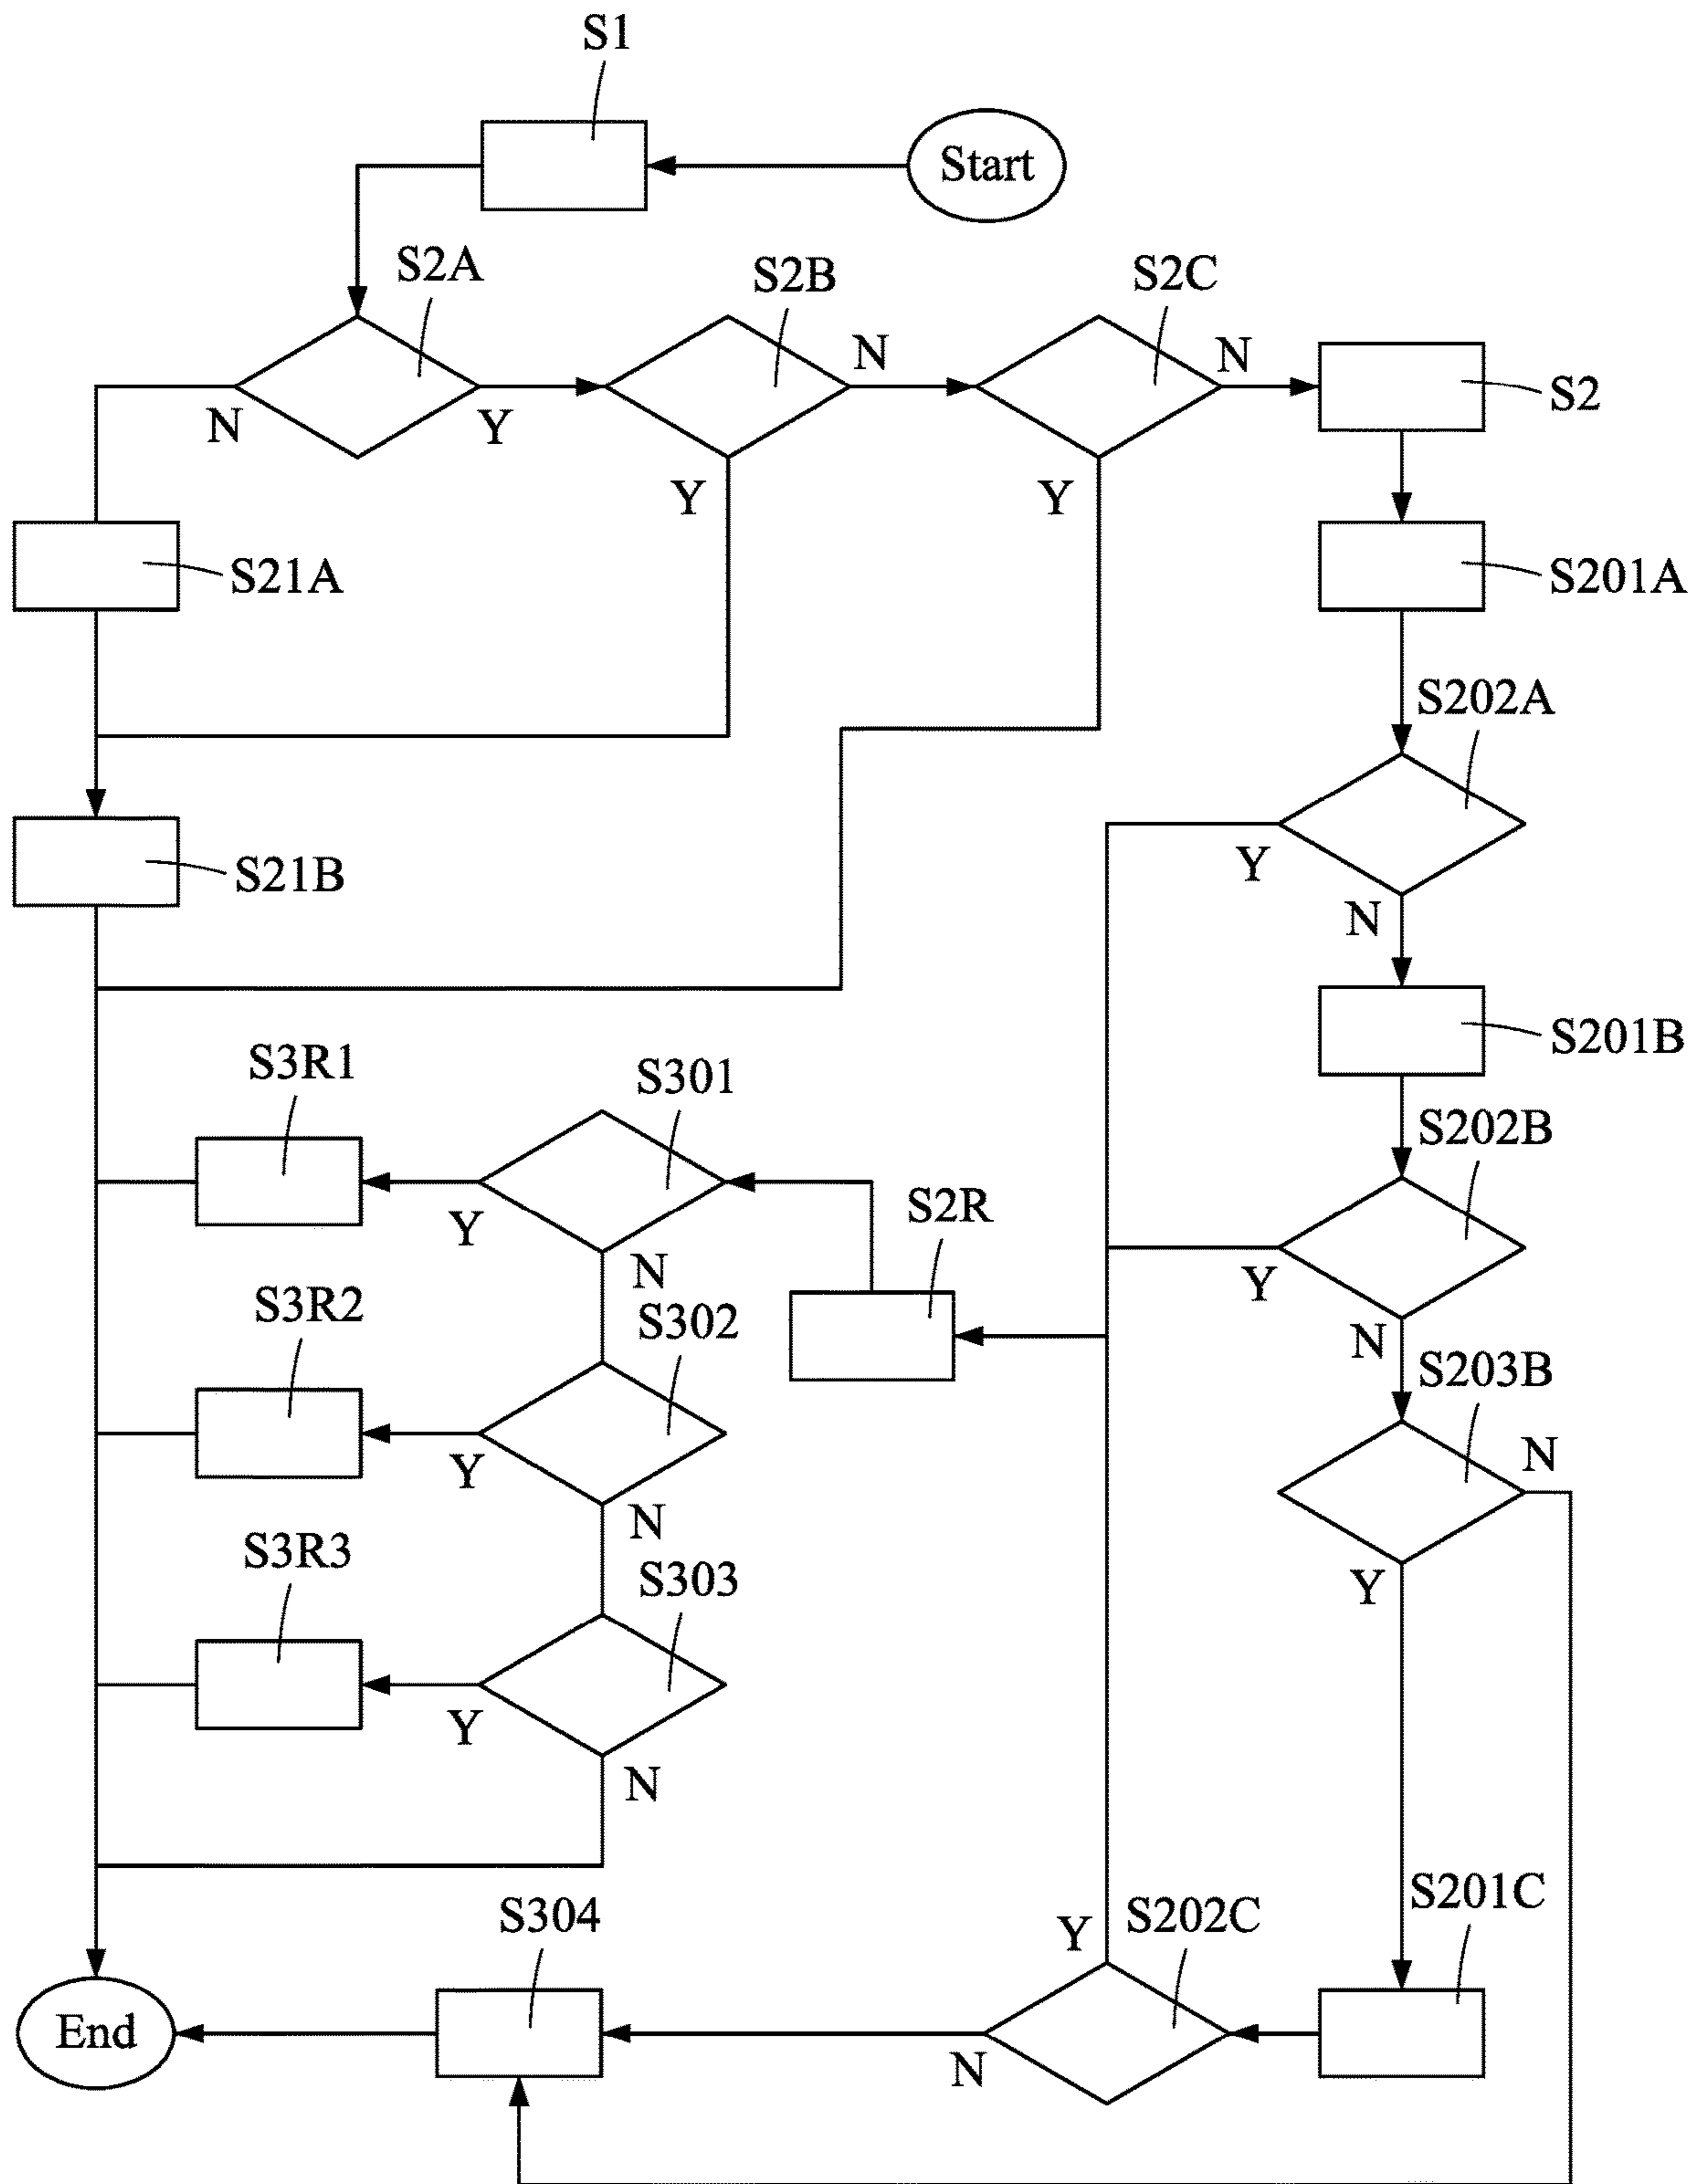 S1
Start
S2A
S2B
S2C
N
N
S2
N
Y
Y
Y
S21A
S201A
S202A
S21B
Y
N
S201B
S3R1
S301
S202B
S2R
Y
N
Y
S3R2
S302
N
S203B
Y
N
N
S3R3
S303
Y
Y
N
S304
Y
S202C
S201C
End
N